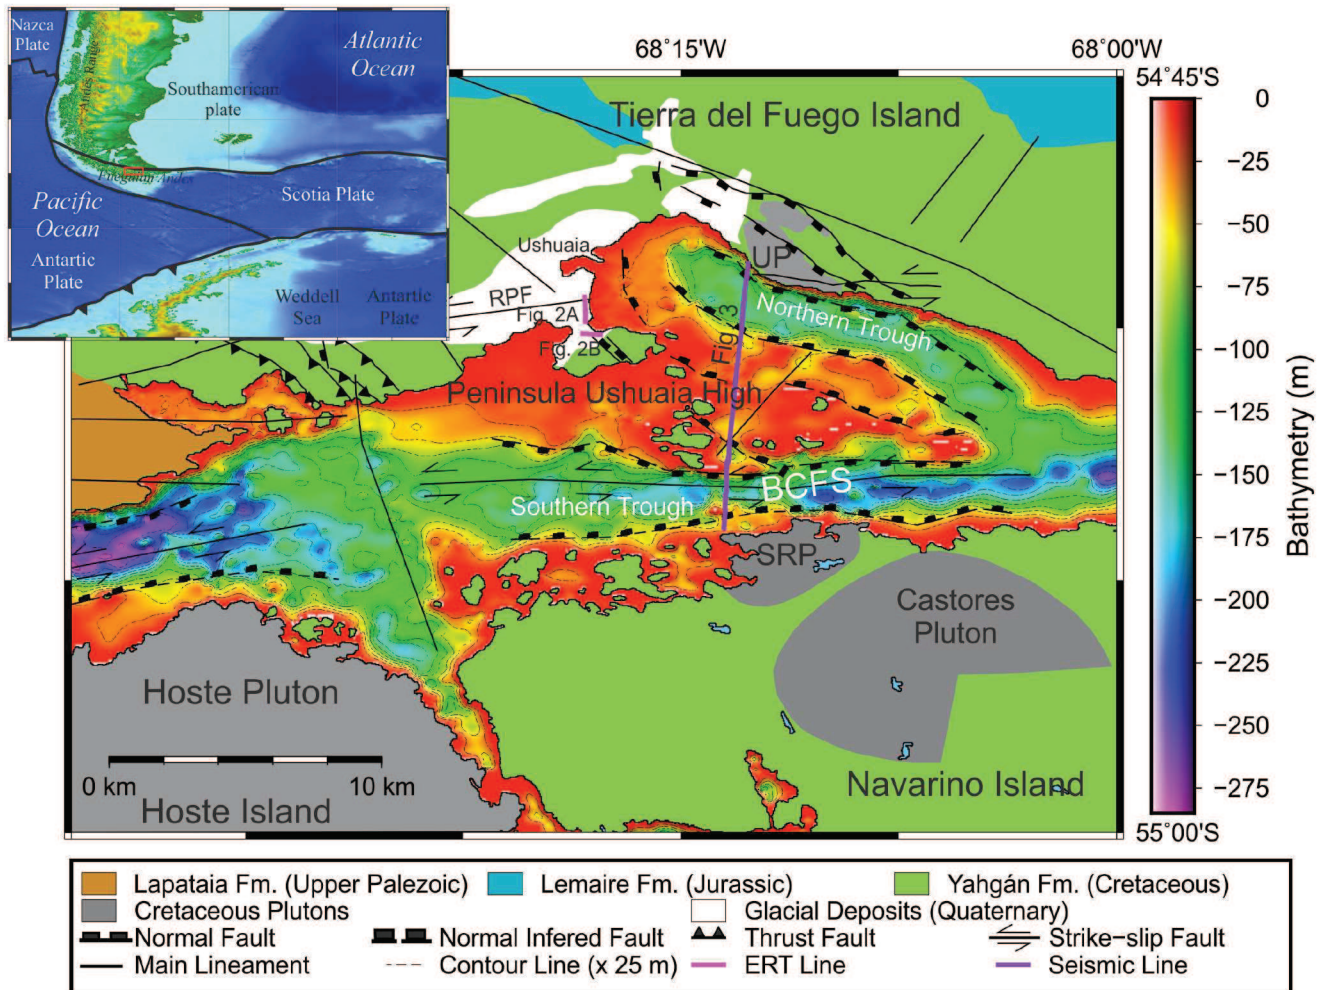 Nazca
Plate
Andes Range
Atlantic
Ocean
Southamerican
plate
Fueguian Andes
Scotia Plate
Pacific
Ocean
Antartic
Plate
Weddell
Sea
Antartic
Plate
68°15'W
68°00'W
54°45'S
Tierra del Fuego Island
Ushuaia
UP
RPF
Fig. 2A
Northern Trough
Fig. 3
Fig. 2B
Peninsula Ushuaia High
BCFS
Southern Trough
SRP
Castores
Pluton
Hoste Pluton
0 km
10 km
Hoste Island
Navarino Island
55°00'S
0
−25
−50
−75
−100
−125
−150
−175
−200
−225
−250
−275
Bathymetry (m)
Lapataia Fm. (Upper Palezoic)
Lemaire Fm. (Jurassic)
Yahgán Fm. (Cretaceous)
Cretaceous Plutons
Glacial Deposits (Quaternary)
Normal Fault
Normal Infered Fault
Thrust Fault
Strike−slip Fault
Main Lineament
Contour Line (x 25 m)
ERT Line
Seismic Line